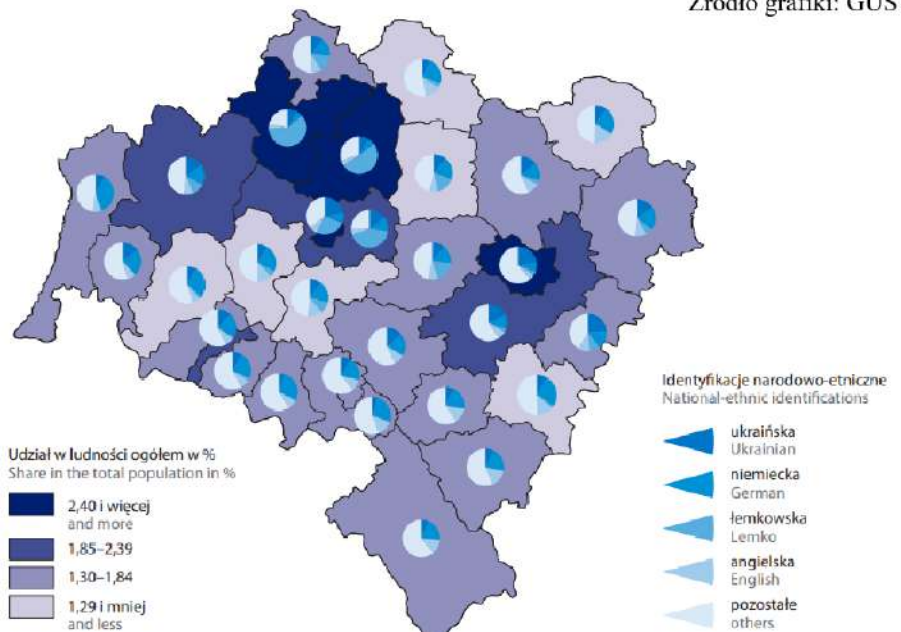 Źródło grafiki: GUS
Udział w ludności ogółem w %
Share in the total population in %
2,40 i więcej
and more
1,85–2,39
1,30–1,84
1,29 i mniej
and less
Identyfikacje narodowo-etniczne
National-ethnic identifications
ukraińska
Ukrainian
niemiecka
German
łemkowska
Lemko
angielska
English
pozostałe
others